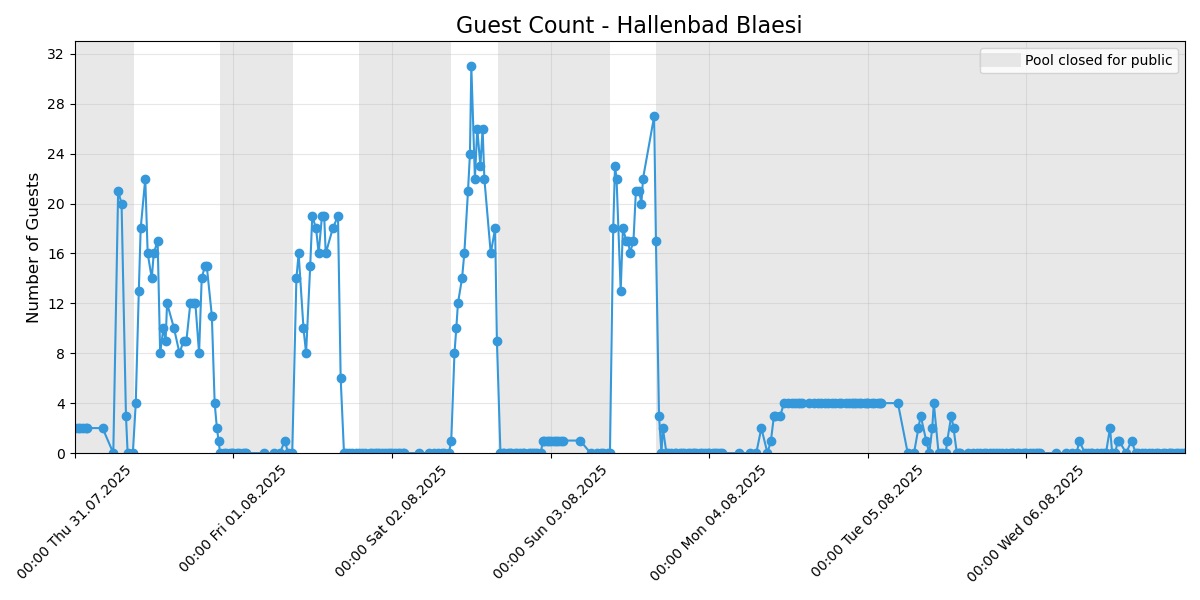 Guest Count - Hallenbad Blaesi
Pool closed for public
Number of Guests
32
28
24
20
16
12
8
4
0
00:00 Thu 31.07.2025
00:00 Fri 01.08.2025
00:00 Sat 02.08.2025
00:00 Sun 03.08.2025
00:00 Mon 04.08.2025
00:00 Tue 05.08.2025
00:00 Wed 06.08.2025